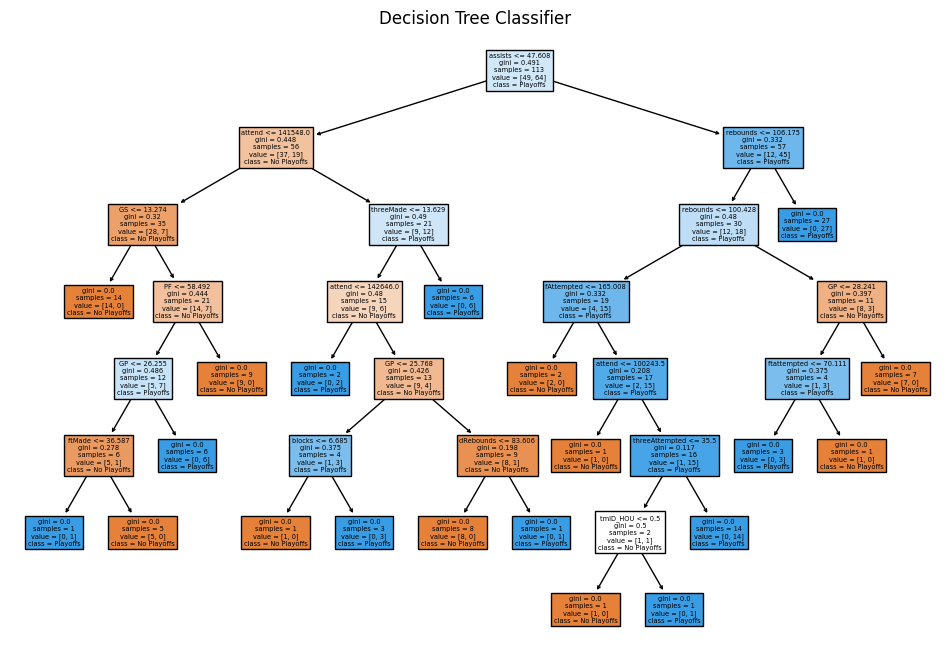 Decision Tree Classifier
assists <= 47.608
gini = 0.491
samples = 113
value = [49, 64]
class = Playoffs
attend <= 141548.0
gini = 0.448
samples = 56
value = [37, 19]
class = No Playoffs
rebounds <= 106.175
gini = 0.332
samples = 57
value = [12, 45]
class = Playoffs
GS <= 13.274
gini = 0.32
samples = 35
value = [28, 7]
class = No Playoffs
threeMade <= 13.629
gini = 0.49
samples = 21
value = [9, 12]
class = Playoffs
rebounds <= 100.428
gini = 0.48
samples = 30
value = [12, 18]
class = Playoffs
gini = 0.0
samples = 27
value = [0, 27]
class = Playoffs
gini = 0.0
samples = 14
value = [14, 0]
class = No Playoffs
PF <= 58.492
gini = 0.444
samples = 21
value = [14, 7]
class = No Playoffs
attend <= 142646.0
gini = 0.48
samples = 15
value = [9, 6]
class = No Playoffs
gini = 0.0
samples = 6
value = [0, 6]
class = Playoffs
fAttempted <= 165.008
gini = 0.332
samples = 19
value = [4, 15]
class = Playoffs
GP <= 28.241
gini = 0.397
samples = 11
value = [8, 3]
class = No Playoffs
GP <= 26.255
gini = 0.486
samples = 12
value = [5, 7]
class = Playoffs
gini = 0.0
samples = 9
value = [9, 0]
class = No Playoffs
gini = 0.0
samples = 2
value = [0, 2]
class = Playoffs
GP <= 25.768
gini = 0.426
samples = 13
value = [9, 4]
class = No Playoffs
gini = 0.0
samples = 2
value = [2, 0]
class = No Playoffs
attend <= 100243.5
gini = 0.208
samples = 17
value = [2, 15]
class = Playoffs
ftattempted <= 70.111
gini = 0.375
samples = 4
value = [1, 3]
class = Playoffs
gini = 0.0
samples = 7
value = [7, 0]
class = No Playoffs
ftMade <= 36.587
gini = 0.278
samples = 6
value = [5, 1]
class = No Playoffs
gini = 0.0
samples = 6
value = [0, 6]
class = Playoffs
blocks <= 6.685
gini = 0.375
samples = 4
value = [1, 3]
class = Playoffs
dRebounds <= 83.606
gini = 0.198
samples = 9
value = [8, 1]
class = No Playoffs
gini = 0.0
samples = 1
value = [1, 0]
class = No Playoffs
threeAttempted <= 35.5
gini = 0.117
samples = 16
value = [1, 15]
class = Playoffs
gini = 0.0
samples = 3
value = [0, 3]
class = Playoffs
gini = 0.0
samples = 1
value = [1, 0]
class = No Playoffs
gini = 0.0
samples = 1
value = [0, 1]
class = Playoffs
gini = 0.0
samples = 5
value = [5, 0]
class = No Playoffs
gini = 0.0
samples = 1
value = [1, 0]
class = No Playoffs
gini = 0.0
samples = 3
value = [0, 3]
class = Playoffs
gini = 0.0
samples = 8
value = [8, 0]
class = No Playoffs
gini = 0.0
samples = 1
value = [0, 1]
class = Playoffs
tmID_HOU <= 0.5
gini = 0.5
samples = 2
value = [1, 1]
class = No Playoffs
gini = 0.0
samples = 14
value = [0, 14]
class = Playoffs
gini = 0.0
samples = 1
value = [1, 0]
class = No Playoffs
gini = 0.0
samples = 1
value = [0, 1]
class = Playoffs